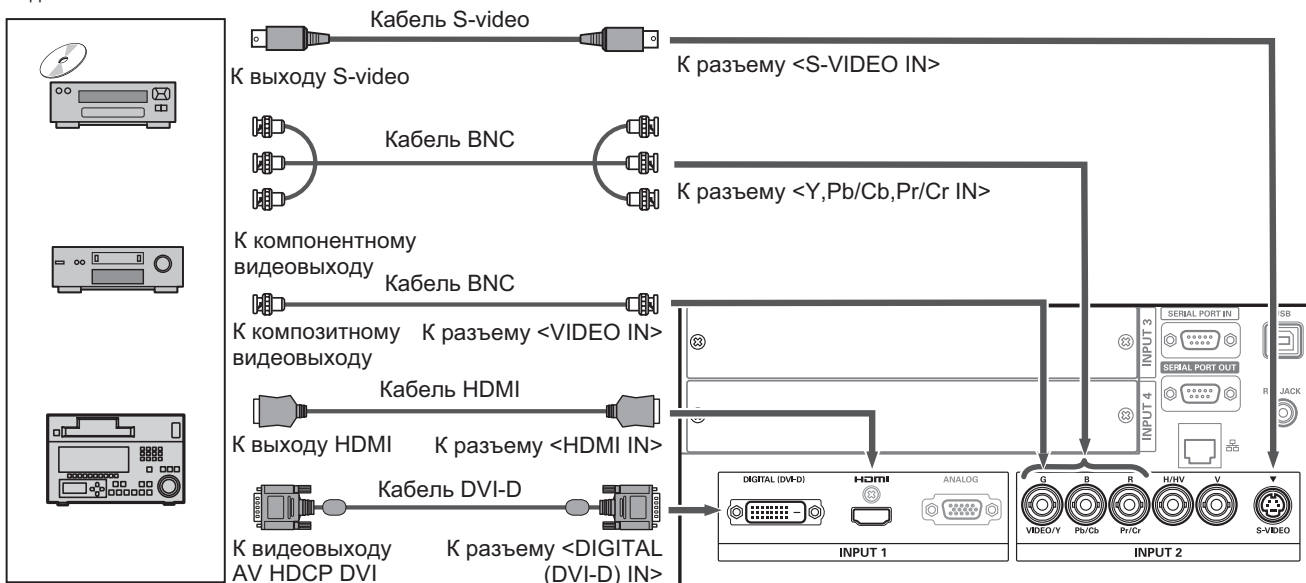 Кабель S-video
К выходу S-video
К разъему <S-VIDEO IN>
Кабель BNC
К разъему <Y,Pb/Cb,Pr/Cr IN>
К компонентному
видеовыходу
Кабель BNC
К композитному
видеовыходу
К разъему <VIDEO IN>
Кабель HDMI
К выходу HDMI
К разъему <HDMI IN>
Кабель DVI-D
К видеовыходу
AV HDCP DVI
К разъему <DIGITAL
(DVI-D) IN>
INPUT 3
SERIAL PORT IN
INPUT 4
SERIAL PORT OUT
JACK
DIGITAL (DVI-D)
HDMI
ANALOG
INPUT 1
G
B
R
H/HV
V
VIDEO/Y
Pb/Cb
Pr/Cr
S-VIDEO
INPUT 2